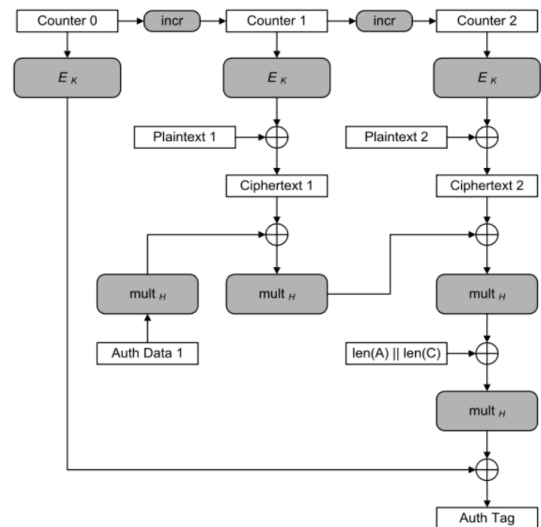 Counter 0 incr Counter 1 incr Counter 2
E K E K E K
Plaintext 1 Plaintext 2
Ciphertext 1 Ciphertext 2
mult H mult H mult H
Auth Data 1 len(A) || len(C)
mult H
Auth Tag